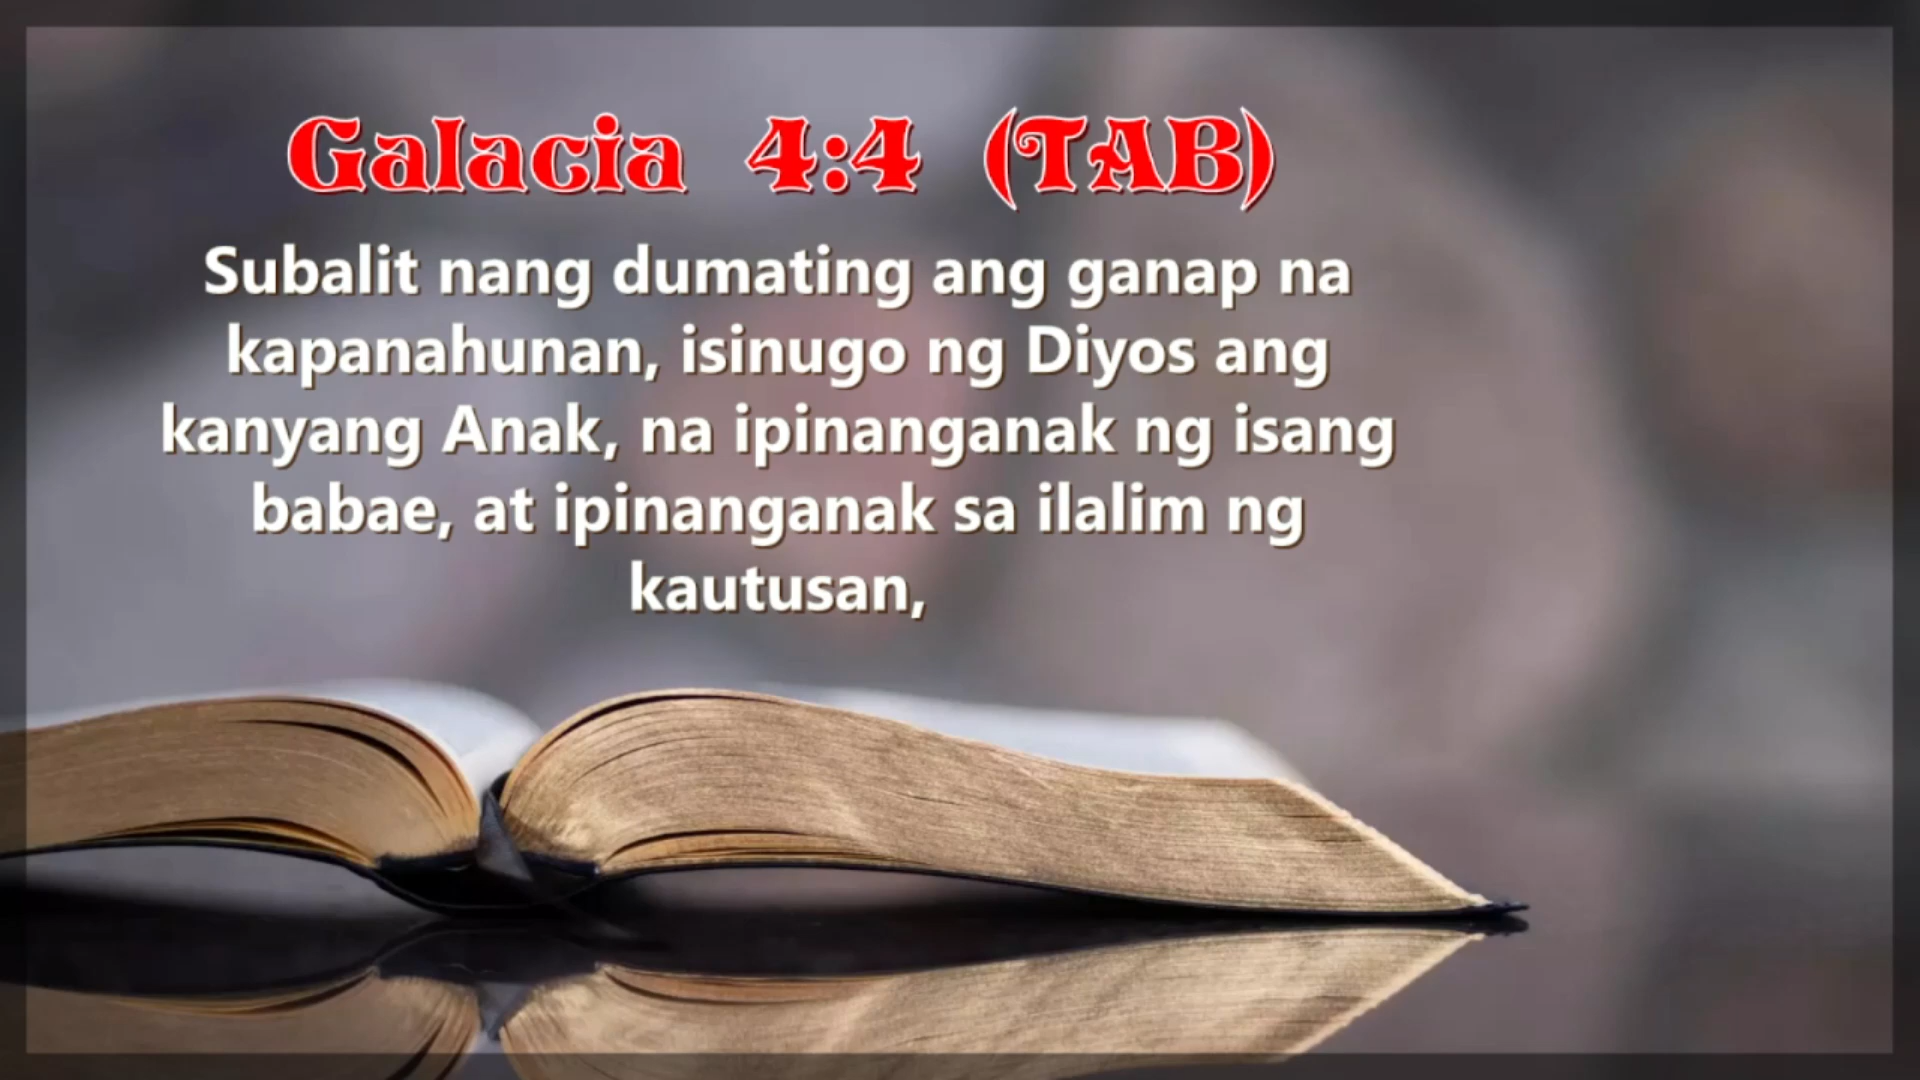 Galacia 4:4 (TAB)
Subalit nang dumating ang ganap na
kapanahunan, isinugo ng Diyos ang
kanyang Anak, na ipinanganak ng isang
babae, at ipinanganak sa ilalim ng
kautusan,